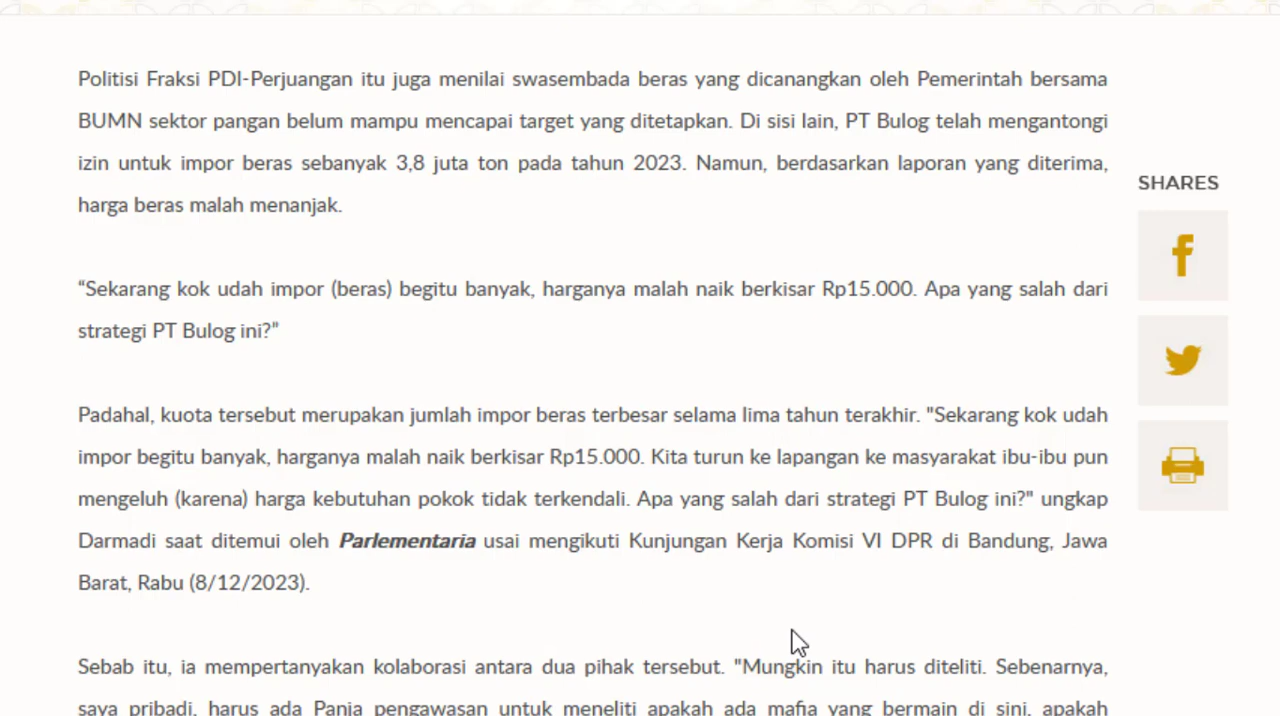 Politisi Fraksi PDI-Perjuangan itu juga menilai swasembada beras yang dicanangkan oleh Pemerintah bersama
BUMN sektor pangan belum mampu mencapai target yang ditetapkan. Di sisi lain, PT Bulog telah mengantongi
izin untuk impor beras sebanyak 3,8 juta ton pada tahun 2023. Namun, berdasarkan laporan yang diterima,
harga beras malah menanjak.
“Sekarang kok udah impor (beras) begitu banyak, harganya malah naik berkisar Rp15.000. Apa yang salah dari
strategi PT Bulog ini?”
Padahal, kuota tersebut merupakan jumlah impor beras terbesar selama lima tahun terakhir. "Sekarang kok udah
impor begitu banyak, harganya malah naik berkisar Rp15.000. Kita turun ke lapangan ke masyarakat ibu-ibu pun
mengeluh (karena) harga kebutuhan pokok tidak terkendali. Apa yang salah dari strategi PT Bulog ini?" ungkap
Darmadi saat ditemui oleh Parlementaria usai mengikuti Kunjungan Kerja Komisi VI DPR di Bandung, Jawa
Barat, Rabu (8/12/2023).
Sebab itu, ia mempertanyakan kolaborasi antara dua pihak tersebut. "Mungkin itu harus diteliti. Sebenarnya,
saya pribadi, harus ada Panja pengawasan untuk meneliti apakah ada mafia yang bermain di sini, apakah
SHARES